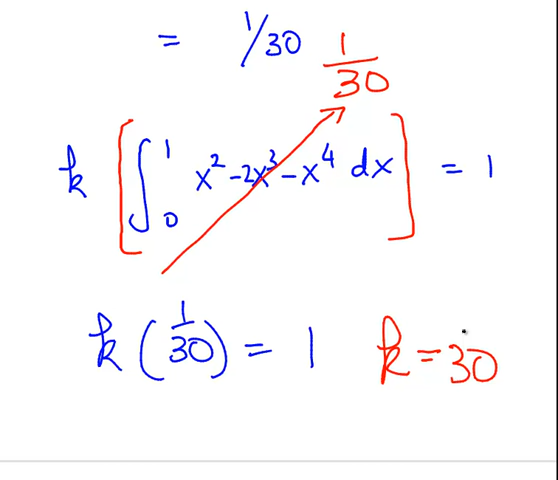 = 1/30 1/30
k [∫₀¹ x² -2x³ - x⁴ dx] = 1
k (1/30) = 1 k = 30